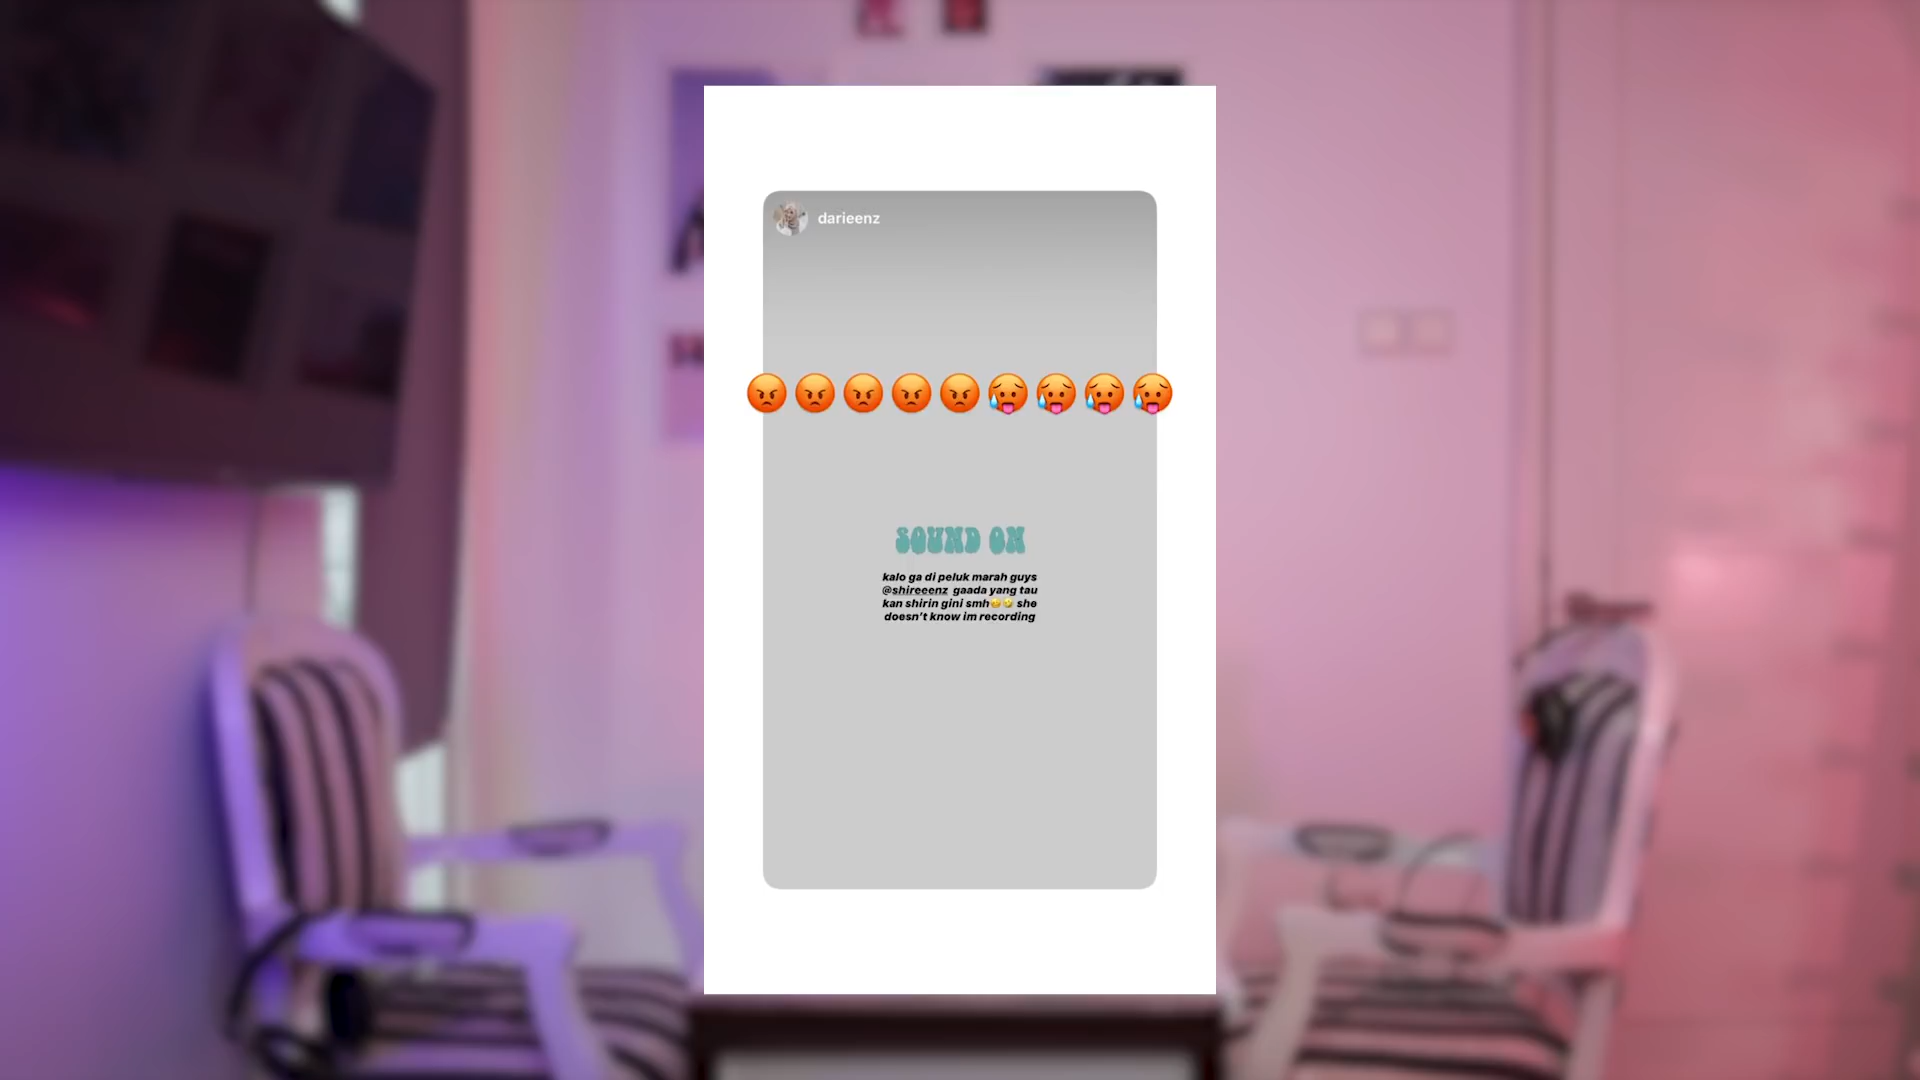 darieenz
😡😡😡😡😡🥵🥵🥵🥵
SOUND ON
kalo ga di peluk marah guys
@shireeenz gaada yang tau
kan shirin gini smh🥲🤣 she
doesn't know im recording